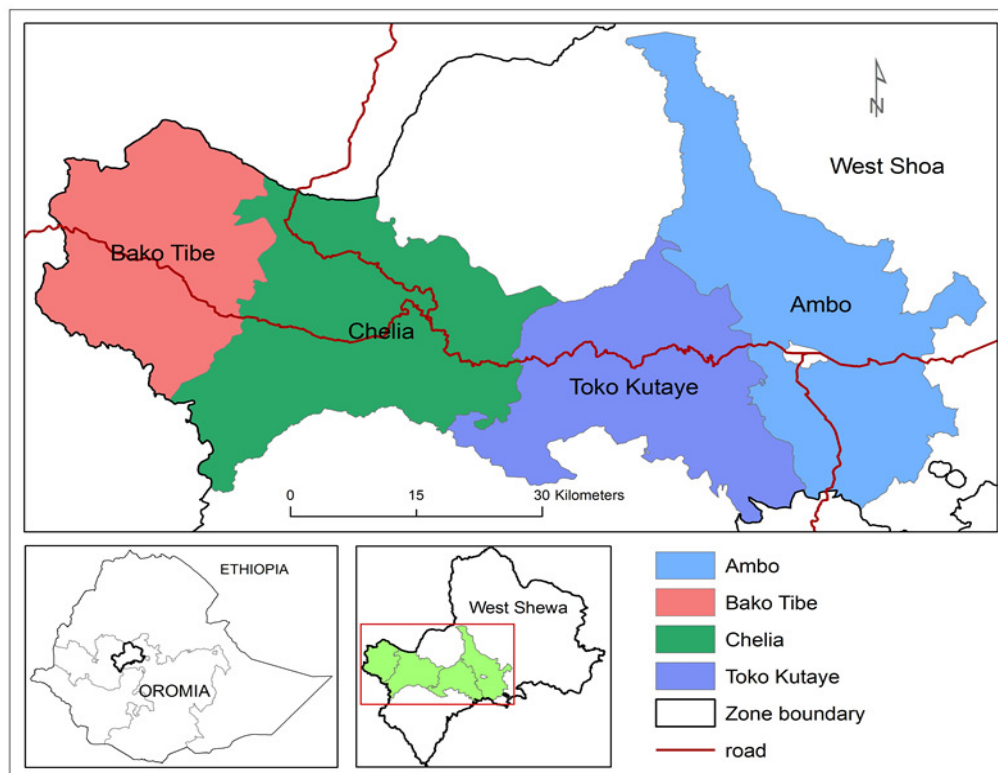 N
West Shoa
Bako Tibe
Ambo
Chelia
Toko Kutaye
0 15 30 Kilometers
ETHIOPIA
OROMIA
West Shewa
Ambo
Bako Tibe
Chelia
Toko Kutaye
Zone boundary
road